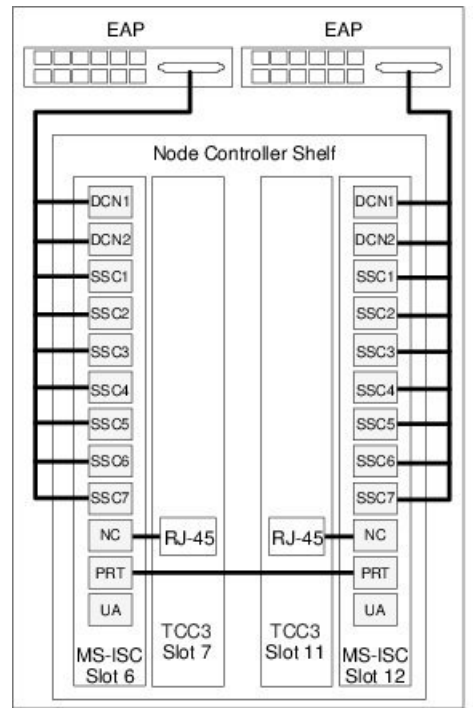 EAP EAP
Node Controller Shelf
DCN1 DCN1
DCN2 DCN2
SSC1 SSC1
SSC2 SSC2
SSC3 SSC3
SSC4 SSC4
SSC5 SSC5
SSC6 SSC6
SSC7 SSC7
NC RJ-45 RJ-45 NC
PRT PRT
UA UA
TCC3 TCC3
Slot 7 Slot 11
MS-ISC MS-ISC
Slot 6 Slot 12